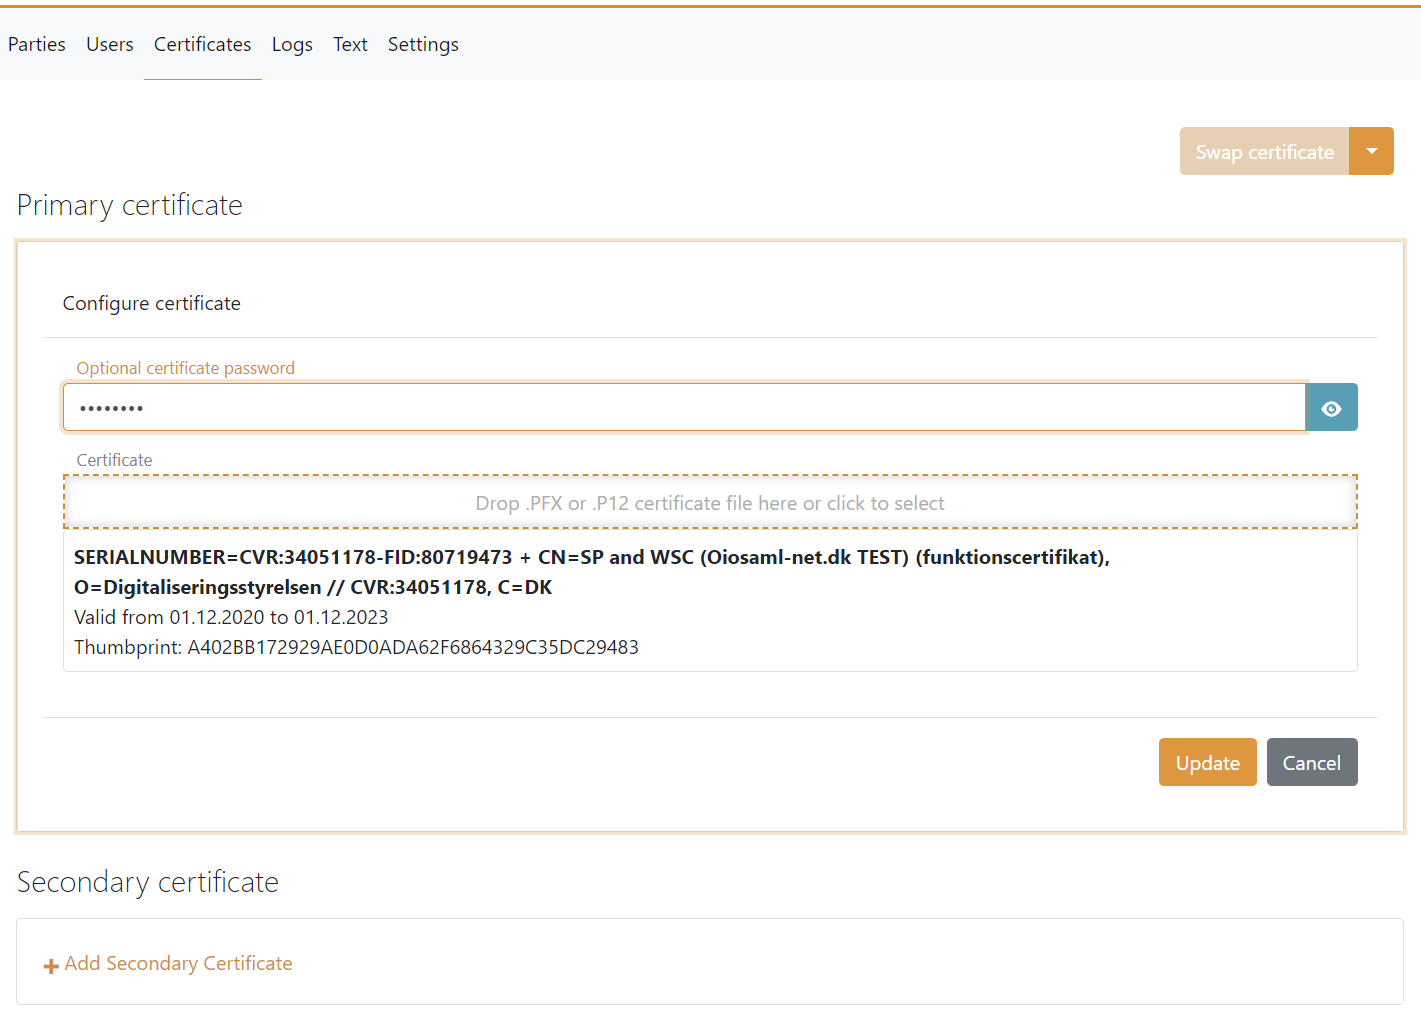 Parties Users Certificates Logs Text Settings
Swap certificate
Primary certificate
Configure certificate
Optional certificate password
••••••••
Certificate
Drop .PFX or .P12 certificate file here or click to select
SERIALNUMBER=CVR:34051178-FID:80719473 + CN=SP and WSC (Oiosaml-net.dk TEST) (funktionscertifikat),
O=Digitaliseringsstyrelsen // CVR:34051178, C=DK
Valid from 01.12.2020 to 01.12.2023
Thumbprint: A402BB172929AE0D0ADA62F6864329C35DC29483
Update Cancel
Secondary certificate
Add Secondary Certificate